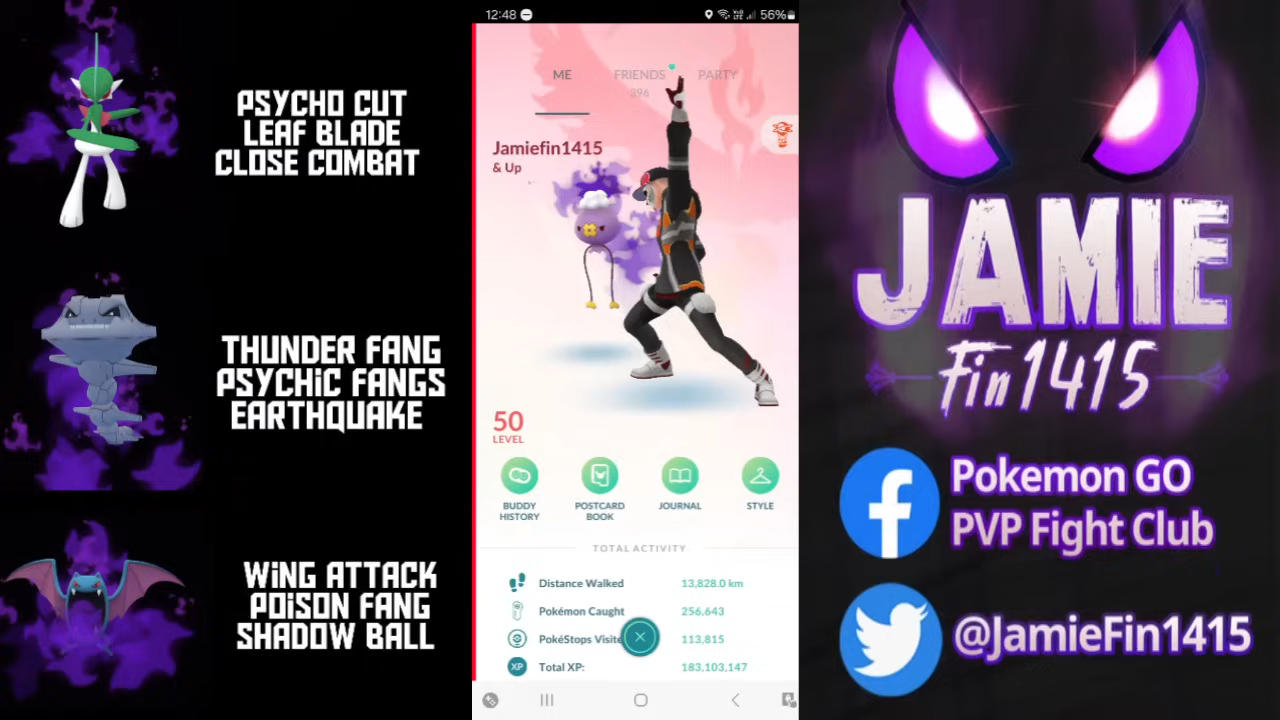 PSYCHO CUT
LEAF BLADE
CLOSE COMBAT
THUNDER FANG
PSYCHIC FANGS
EARTHQUAKE
WING ATTACK
POISON FANG
SHADOW BALL
12:48
56%
ME
FRIENDS
396
PARTY
Jamiefin1415
& Up
50
LEVEL
BUDDY
HISTORY
POSTCARD
BOOK
JOURNAL
STYLE
TOTAL ACTIVITY
Distance Walked 13,828.0 km
Pokémon Caught 256,643
PokéStops Visite 113,815
XP Total XP: 183,103,147
JAMIE
Fin1415
Pokemon GO
PVP Fight Club
@JamieFin1415